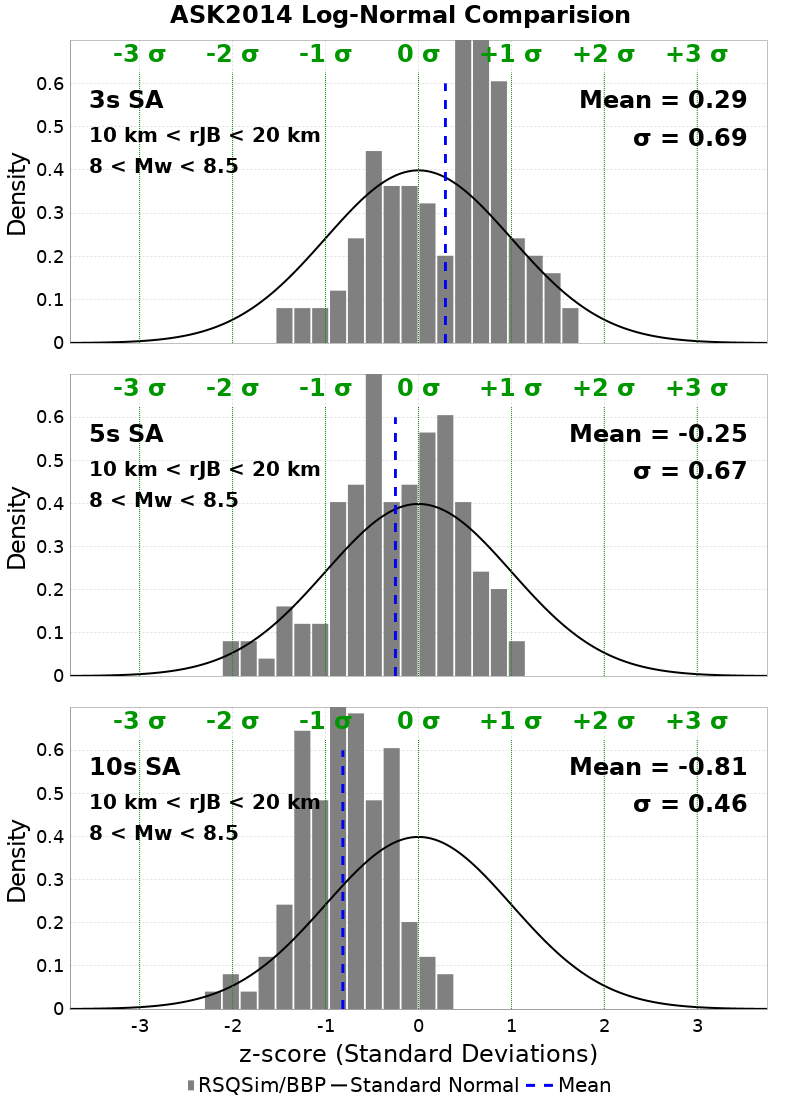 ASK2014 Log-Normal Comparision
-3 σ -2 σ -1 σ 0 σ +1 σ +2 σ +3 σ
3s SA
10 km < rJB < 20 km
8 < Mw < 8.5
Mean = 0.29
σ = 0.69
Density
0.6
0.5
0.4
0.3
0.2
0.1
0
-3 σ -2 σ -1 σ 0 σ +1 σ +2 σ +3 σ
5s SA
10 km < rJB < 20 km
8 < Mw < 8.5
Mean = -0.25
σ = 0.67
Density
0.6
0.5
0.4
0.3
0.2
0.1
0
-3 σ -2 σ -1 σ 0 σ +1 σ +2 σ +3 σ
10s SA
10 km < rJB < 20 km
8 < Mw < 8.5
Mean = -0.81
σ = 0.46
Density
0.6
0.5
0.4
0.3
0.2
0.1
0
-3 -2 -1 0 1 2 3
z-score (Standard Deviations)
RSQSim/BBP Standard Normal Mean